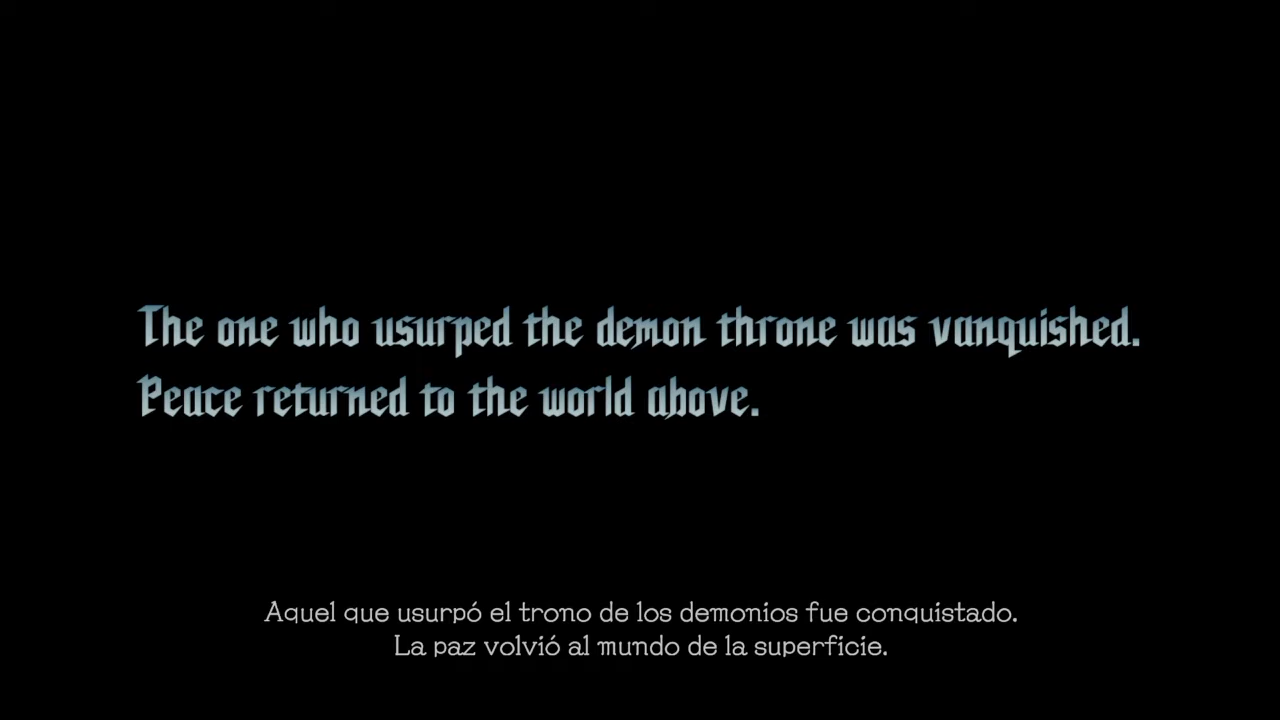 The one who usurped the demon throne was vanquished.
Peace returned to the world above.
Aquel que usurpó el trono de los demonios fue conquistado.
La paz volvió al mundo de la superficie.